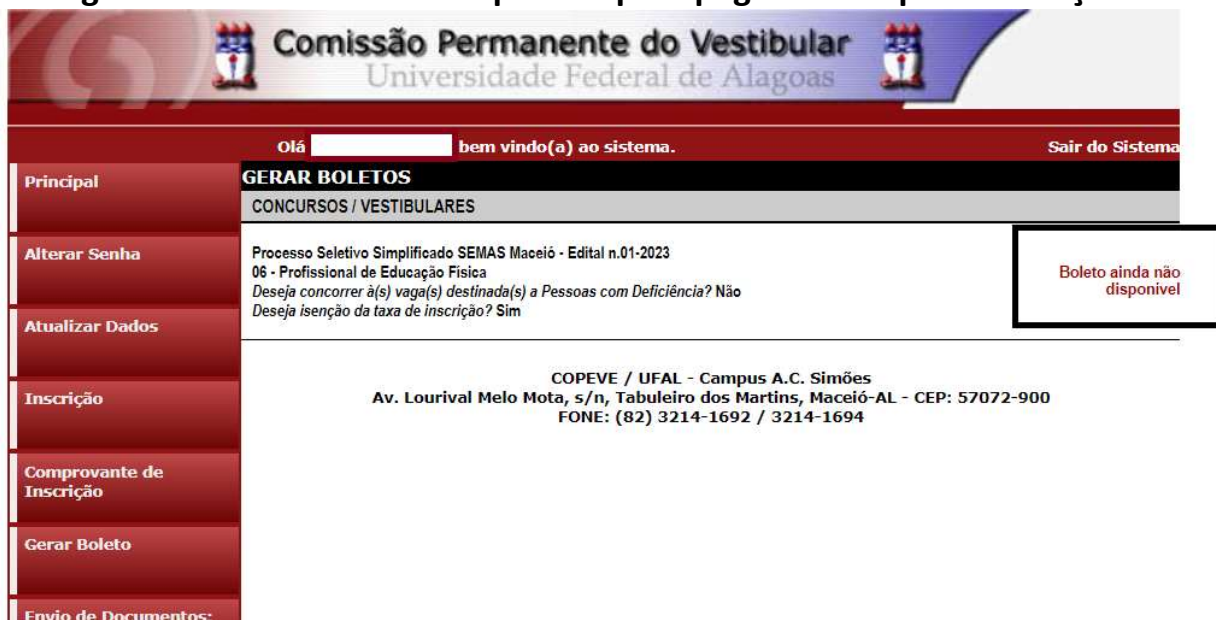 Comissão Permanente do Vestibular
Universidade Federal de Alagoas
Olá bem vindo(a) ao sistema. Sair do Sistema
Principal
GERAR BOLETOS
CONCURSOS / VESTIBULARES
Alterar Senha
Processo Seletivo Simplificado SEMAS Maceió - Edital n.01-2023
06 - Profissional de Educação Física
Deseja concorrer à(s) vaga(s) destinada(s) a Pessoas com Deficiência? Não
Deseja isenção da taxa de inscrição? Sim
Boleto ainda não
disponivel
Atualizar Dados
COPEVE / UFAL - Campus A.C. Simões
Av. Lourival Melo Mota, s/n, Tabuleiro dos Martins, Maceió-AL - CEP: 57072-900
FONE: (82) 3214-1692 / 3214-1694
Inscrição
Comprovante de
Inscrição
Gerar Boleto
Envio de Documentos: